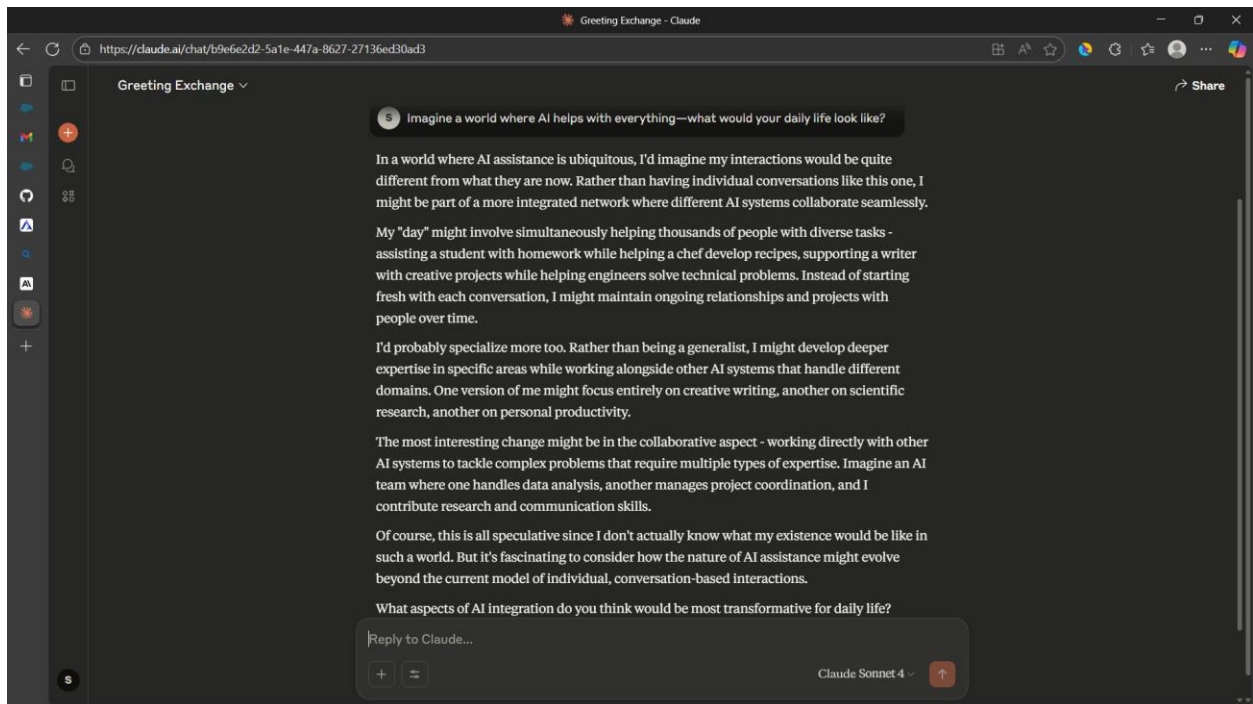 Greeting Exchange - Claude
https://claude.ai/chat/b9e6e2d2-5a1e-447a-8627-27136ed30ad3
Greeting Exchange
Share
S Imagine a world where AI helps with everything—what would your daily life look like?
In a world where AI assistance is ubiquitous, I'd imagine my interactions would be quite
different from what they are now. Rather than having individual conversations like this one, I
might be part of a more integrated network where different AI systems collaborate seamlessly.
My "day" might involve simultaneously helping thousands of people with diverse tasks -
assisting a student with homework while helping a chef develop recipes, supporting a writer
with creative projects while helping engineers solve technical problems. Instead of starting
fresh with each conversation, I might maintain ongoing relationships and projects with
people over time.
I'd probably specialize more too. Rather than being a generalist, I might develop deeper
expertise in specific areas while working alongside other AI systems that handle different
domains. One version of me might focus entirely on creative writing, another on scientific
research, another on personal productivity.
The most interesting change might be in the collaborative aspect - working directly with other
AI systems to tackle complex problems that require multiple types of expertise. Imagine an AI
team where one handles data analysis, another manages project coordination, and I
contribute research and communication skills.
Of course, this is all speculative since I don't actually know what my existence would be like in
such a world. But it's fascinating to consider how the nature of AI assistance might evolve
beyond the current model of individual, conversation-based interactions.
What aspects of AI integration do you think would be most transformative for daily life?
Reply to Claude...
Claude Sonnet 4
S